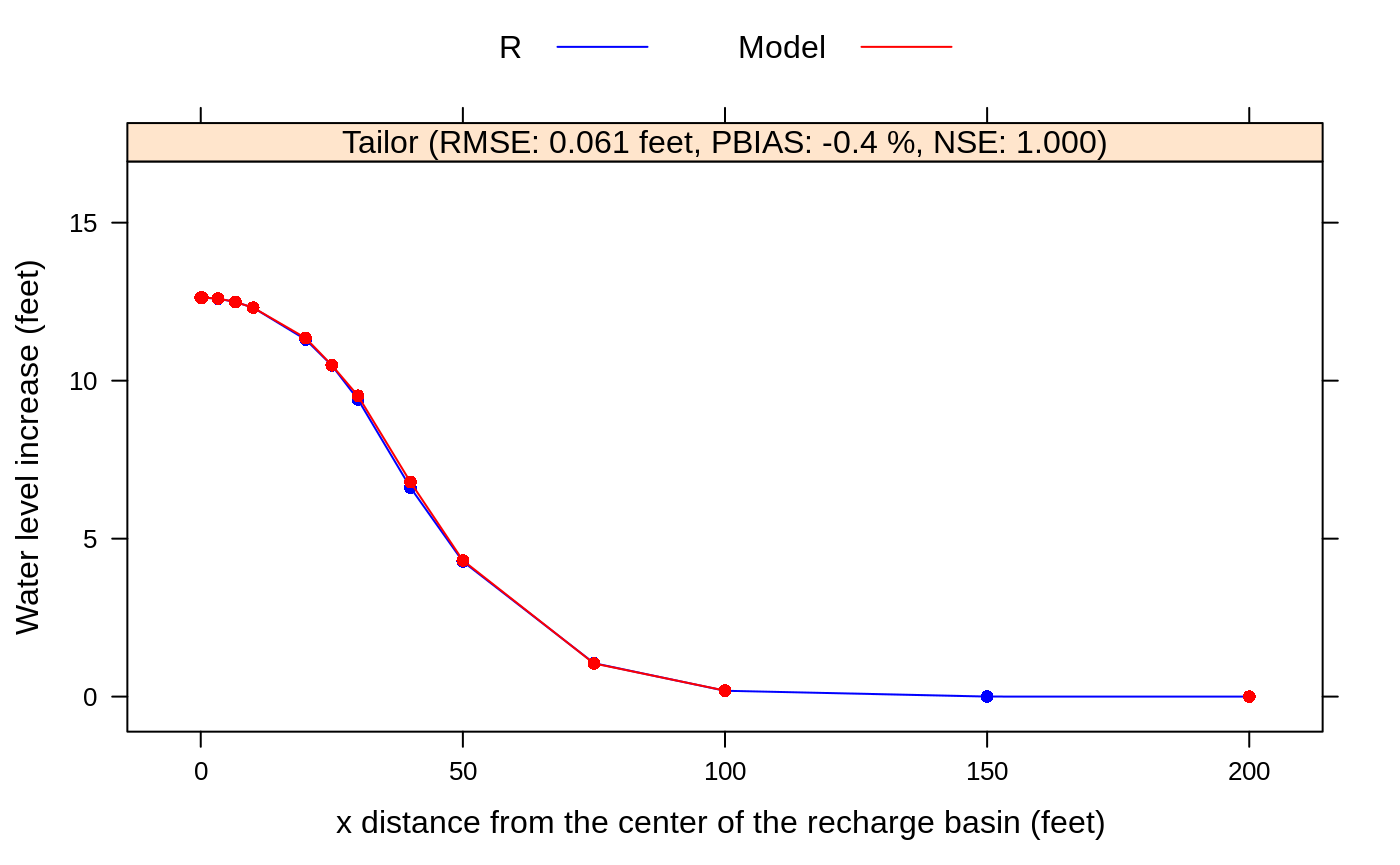 R Model
Tailor (RMSE: 0.061 feet, PBIAS: -0.4 %, NSE: 1.000)
Water level increase (feet)
15
10
5
0
0 50 100 150 200
x distance from the center of the recharge basin (feet)